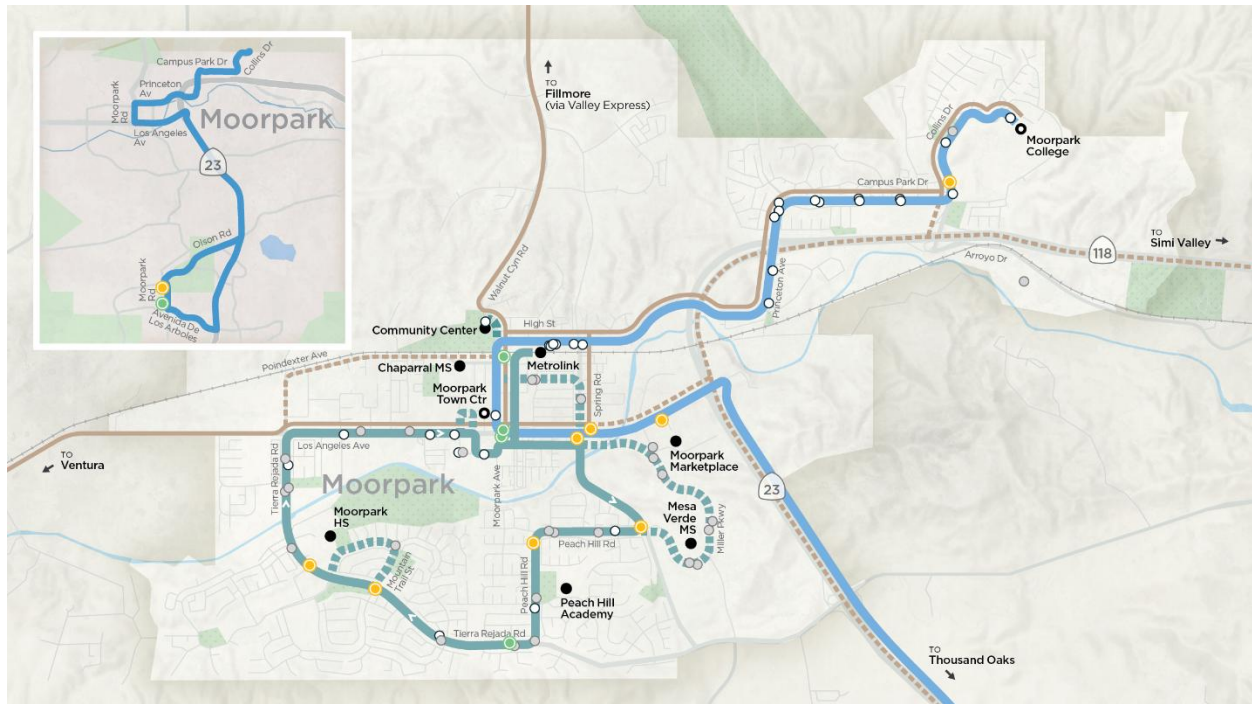 Campus Park Dr
Collins Dr
Princeton
Av
Moorpark
Rd
Moorpark
Los Angeles
Av
23
Olson Rd
Moorpark
Rd
Avenida De
Los Arboles
TO
Fillmore
(via Valley Express)
Walnut Cyn Rd
Collins Dr
Moorpark
College
Campus Park Dr
TO
Simi Valley
118
Arroyo Dr
Princeton Ave
Community Center
High St
Poindexter Ave
Chaparral MS
Metrolink
Moorpark
Town Ctr
Spring Rd
Los Angeles Ave
TO
Ventura
Moorpark
Marketplace
Tierra Rejada Rd
Moorpark
Moorpark Ave
23
Moorpark
HS
Mesa
Verde
MS
Miller Pkwy
Peach Hill Rd
Mountain
Trail St
Peach Hill Rd
Peach Hill
Academy
Tierra Rejada Rd
TO
Thousand Oaks